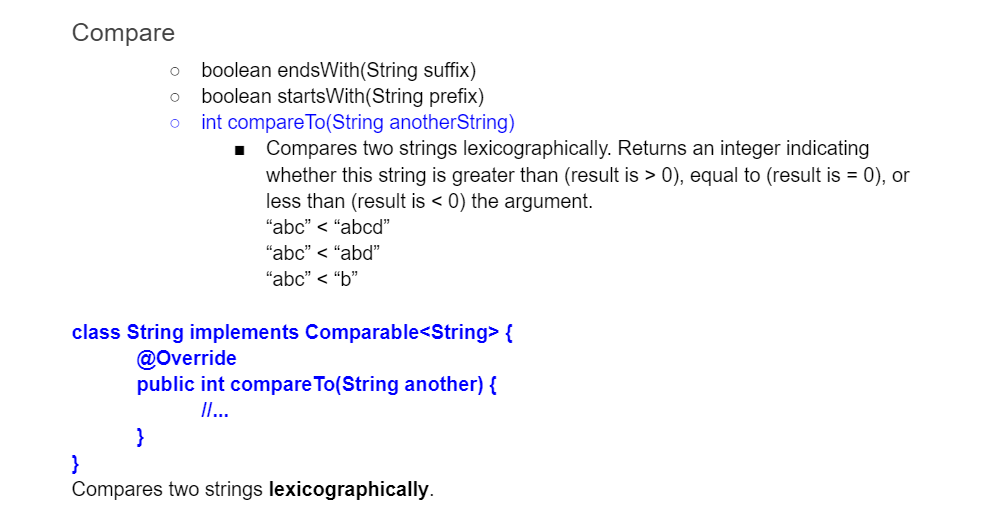 Compare
○ boolean endsWith(String suffix)
○ boolean startsWith(String prefix)
○ int compareTo(String anotherString)
■ Compares two strings lexicographically. Returns an integer indicating
whether this string is greater than (result is > 0), equal to (result is = 0), or
less than (result is < 0) the argument.
“abc” < “abcd”
“abc” < “abd”
“abc” < “b”
class String implements Comparable<String> {
@Override
public int compareTo(String another) {
//...
}
}
Compares two strings lexicographically.